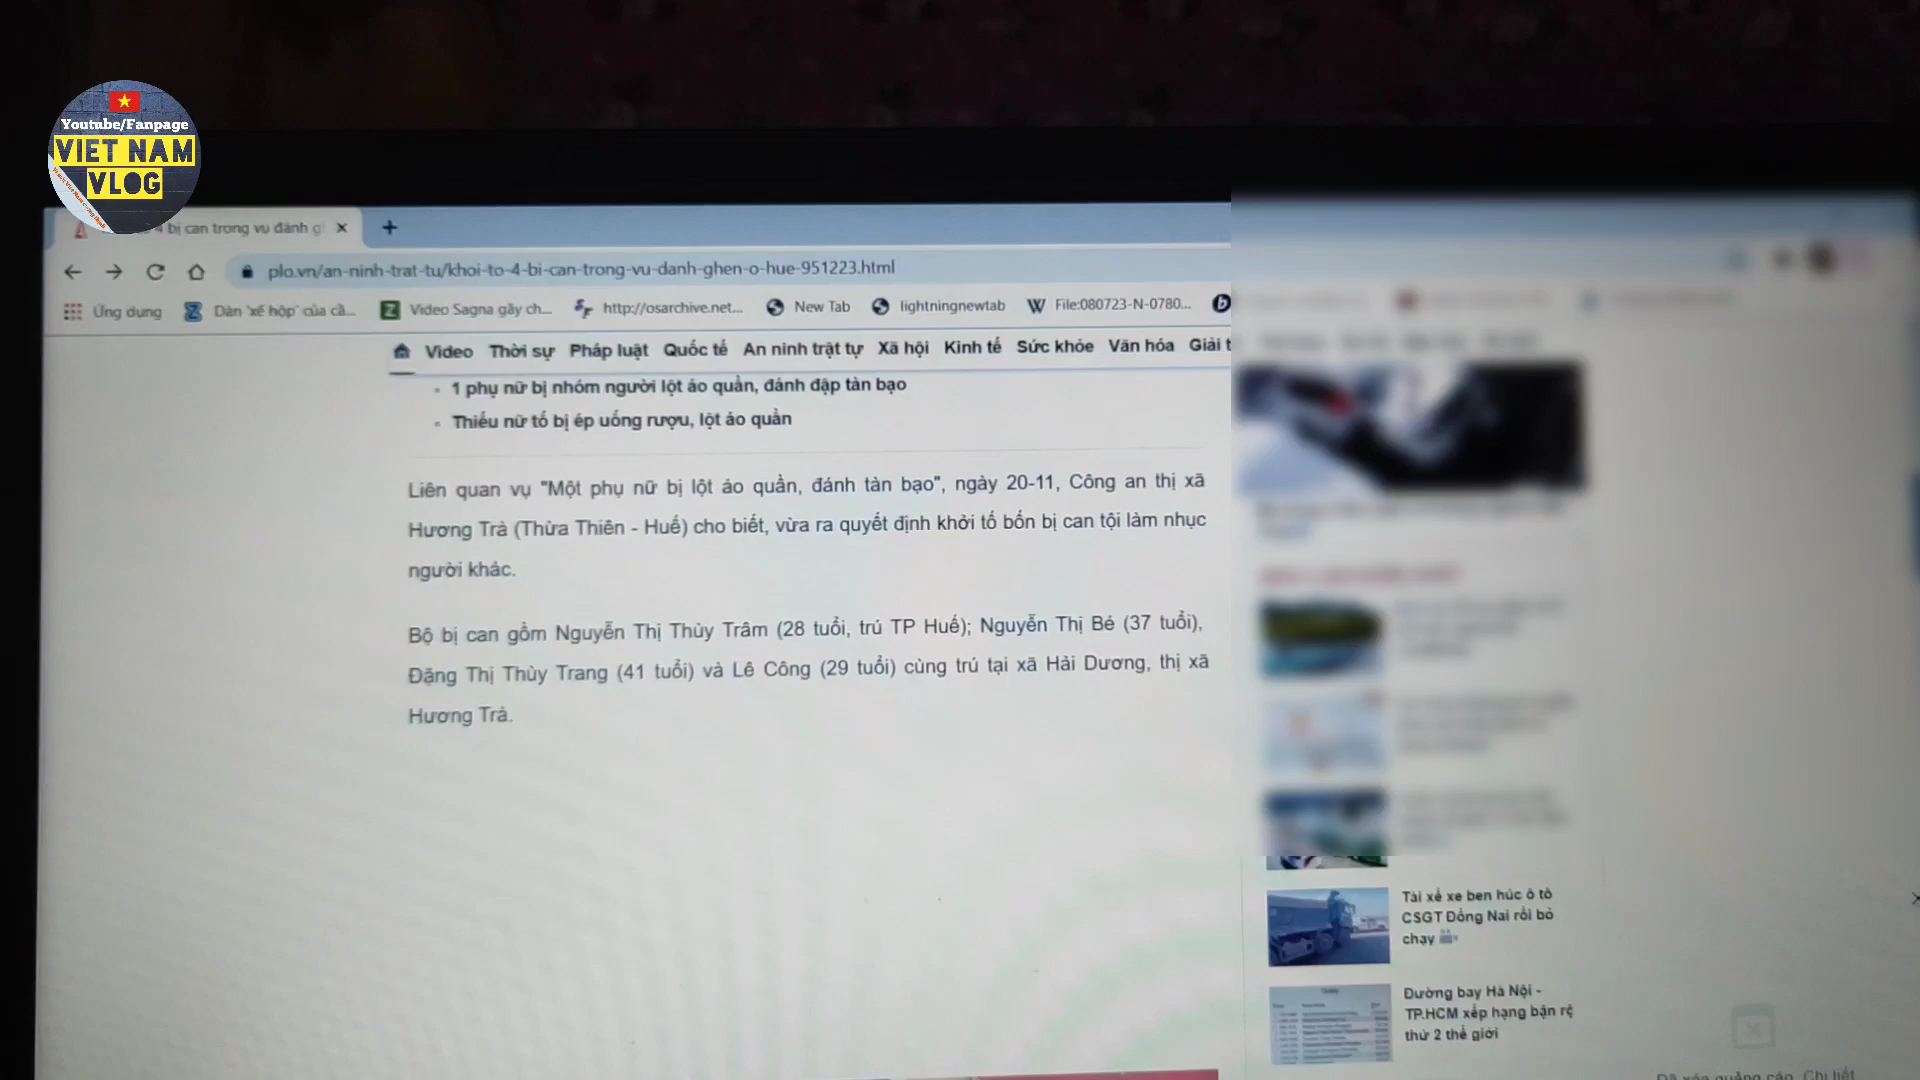 Youtube/Fanpage
VIET NAM
VLOG
4 bị can trong vụ đánh g
plo.vn/an-ninh-trat-tu/khoi-to-4-bi-can-trong-vu-danh-ghen-o-hue-951223.html
Ứng dụng
Dàn 'xế hộp' của cầ...
Video Sagna gãy ch...
http://osarchive.net...
New Tab
lightningnewtab
File:080723-N-0780...
Video Thời sự Pháp luật Quốc tế An ninh trật tự Xã hội Kinh tế Sức khỏe Văn hóa Giải t
1 phụ nữ bị nhóm người lột áo quần, đánh đập tàn bạo
Thiếu nữ tố bị ép uống rượu, lột áo quần
Liên quan vụ "Một phụ nữ bị lột áo quần, đánh tàn bạo", ngày 20-11, Công an thị xã
Hương Trà (Thừa Thiên - Huế) cho biết, vừa ra quyết định khởi tố bốn bị can tội làm nhục
người khác.
Bộ bị can gồm Nguyễn Thị Thủy Trâm (28 tuổi, trú TP Huế); Nguyễn Thị Bé (37 tuổi),
Đặng Thị Thùy Trang (41 tuổi) và Lê Công (29 tuổi) cùng trú tại xã Hải Dương, thị xã
Hương Trà.
Tài xế xe ben húc ô tô
CSGT Đồng Nai rồi bỏ
chạy
Đường bay Hà Nội -
TP.HCM xếp hạng bận rộ
thứ 2 thế giới
Đã xóa quảng cáo. Chi tiết